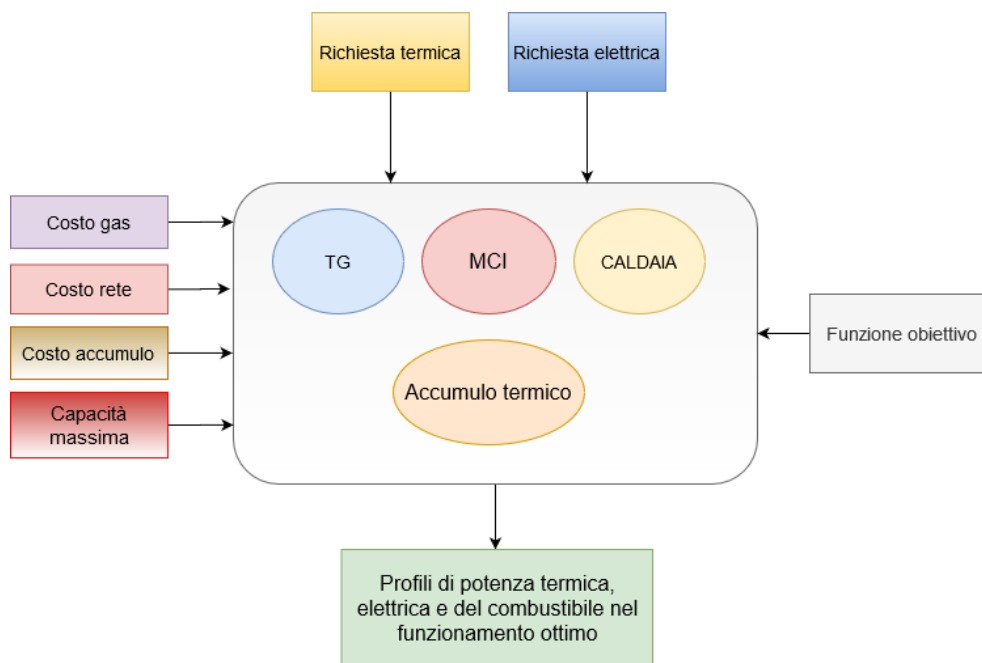 Richiesta termica
Richiesta elettrica
Costo gas
Costo rete
Costo accumulo
Capacità
massima
TG
MCI
CALDAIA
Accumulo termico
Funzione obiettivo
Profili di potenza termica,
elettrica e del combustibile nel
funzionamento ottimo